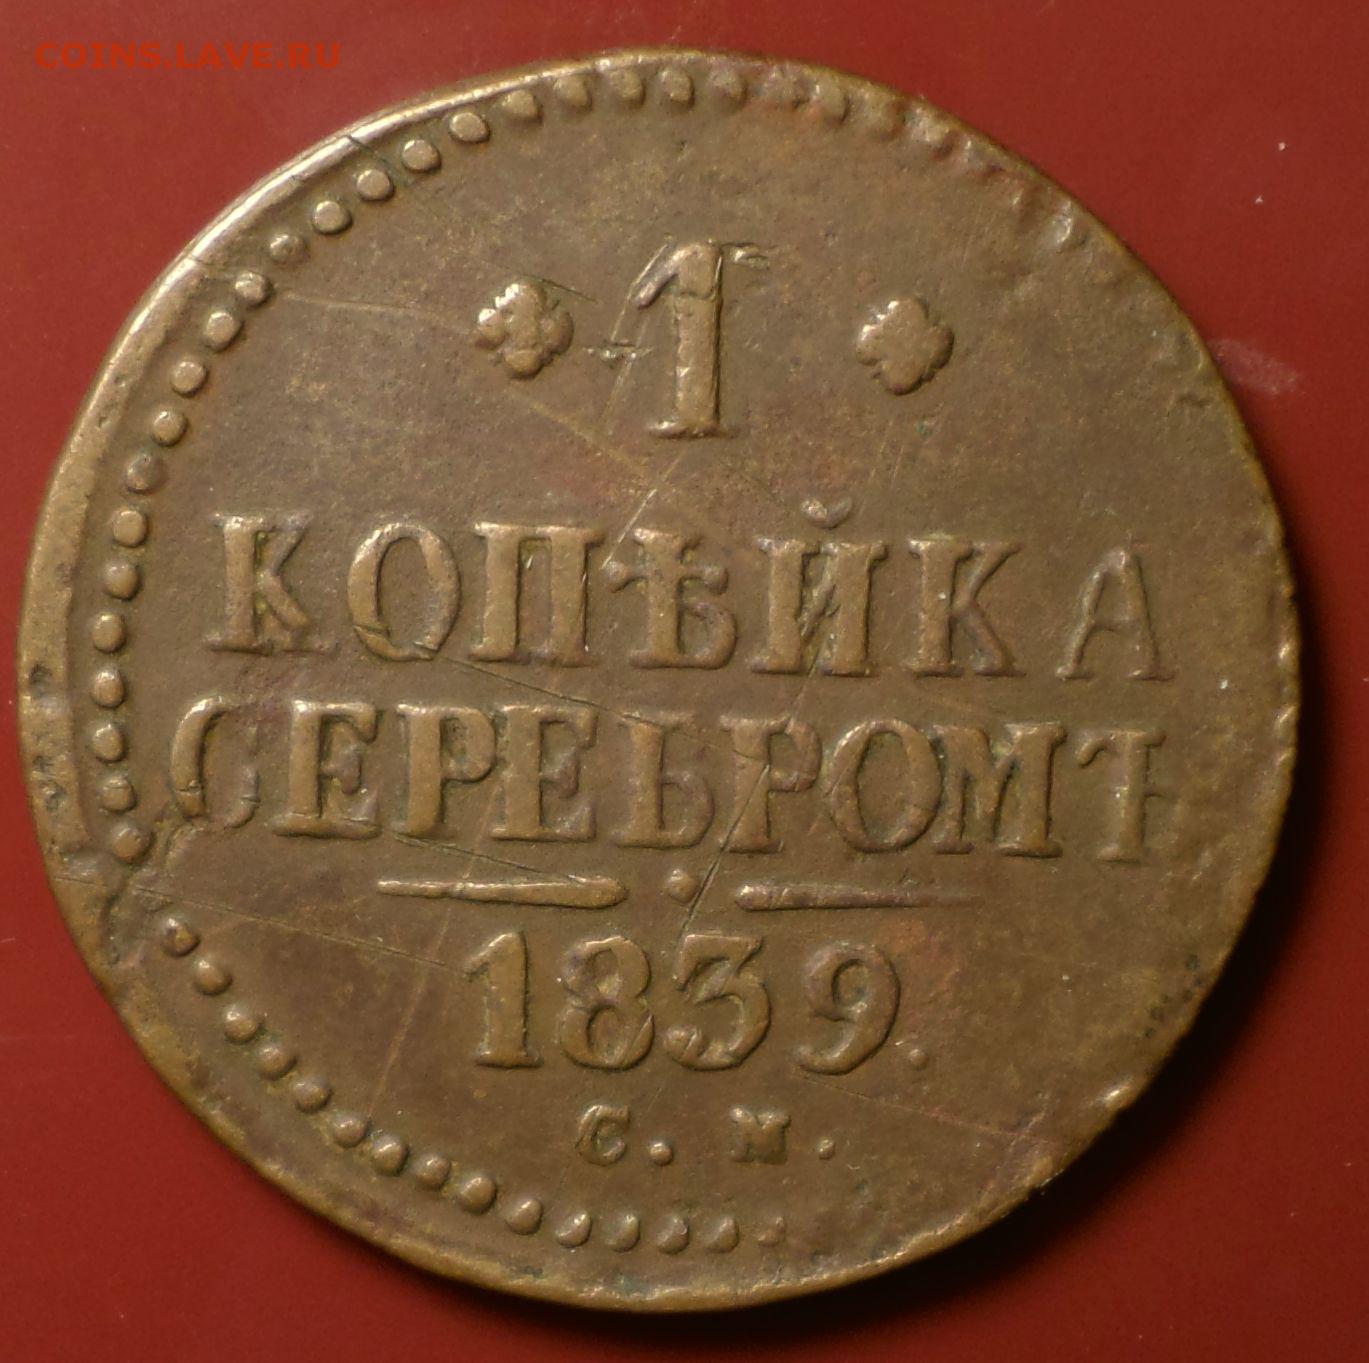 COINS.LAVE.RU
1
КОПѢЙКА
СЕРЕБРОМЪ
1839.
С. М.